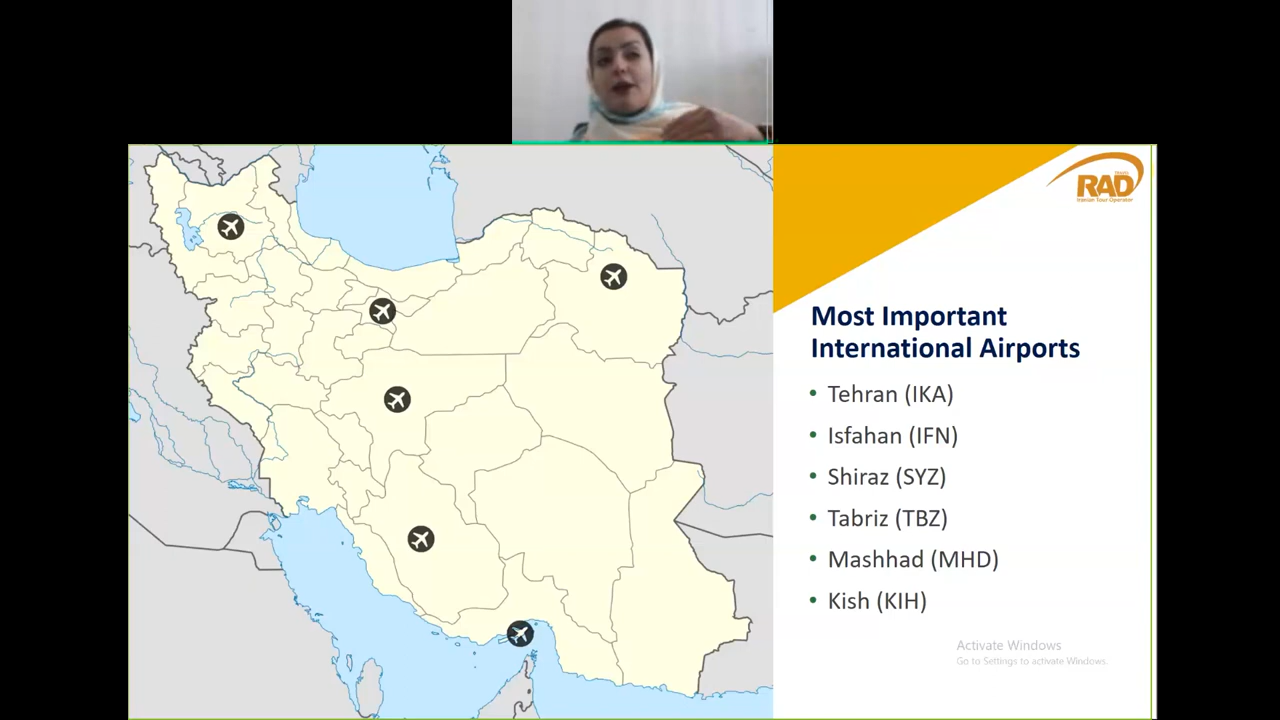 RAD
TRAVEL
Iranian Tour Operator
Most Important
International Airports
• Tehran (IKA)
• Isfahan (IFN)
• Shiraz (SYZ)
• Tabriz (TBZ)
• Mashhad (MHD)
• Kish (KIH)
Activate Windows
Go to Settings to activate Windows.